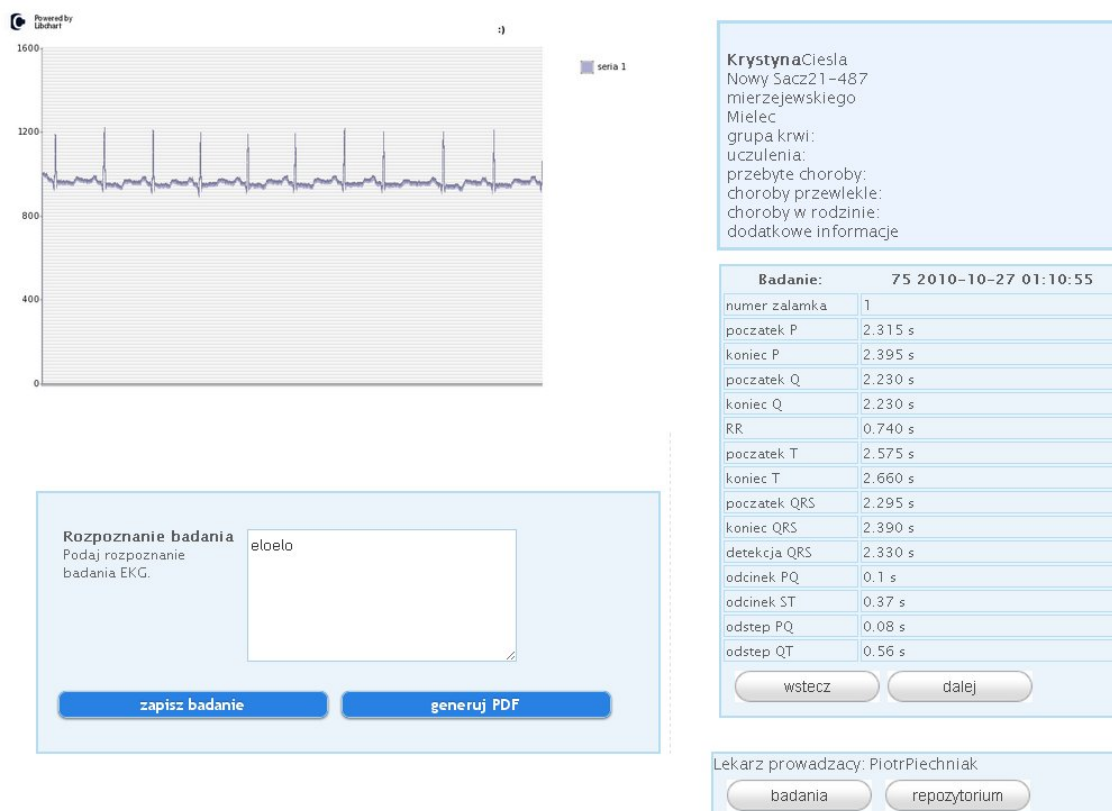 Powered by
Libchart
:)
1600
1200
800
400
0
seria 1
KrystynaCiesla
Nowy Sacz21-487
mierzejewskiego
Mielec
grupa krwi:
uczulenia:
przebyte choroby:
choroby przewlekle:
choroby w rodzinie:
dodatkowe informacje
Badanie: 75 2010-10-27 01:10:55
numer zalamka 1
poczatek P 2.315 s
koniec P 2.395 s
poczatek Q 2.230 s
koniec Q 2.230 s
RR 0.740 s
poczatek T 2.575 s
koniec T 2.660 s
poczatek QRS 2.295 s
koniec QRS 2.390 s
detekcja QRS 2.330 s
odcinek PQ 0.1 s
odcinek ST 0.37 s
odstep PQ 0.08 s
odstep QT 0.56 s
wstecz dalej
Rozpoznanie badania
Podaj rozpoznanie
badania EKG.
eloelo
zapisz badanie generuj PDF
Lekarz prowadzacy: PiotrPiechniak
badania repozytorium